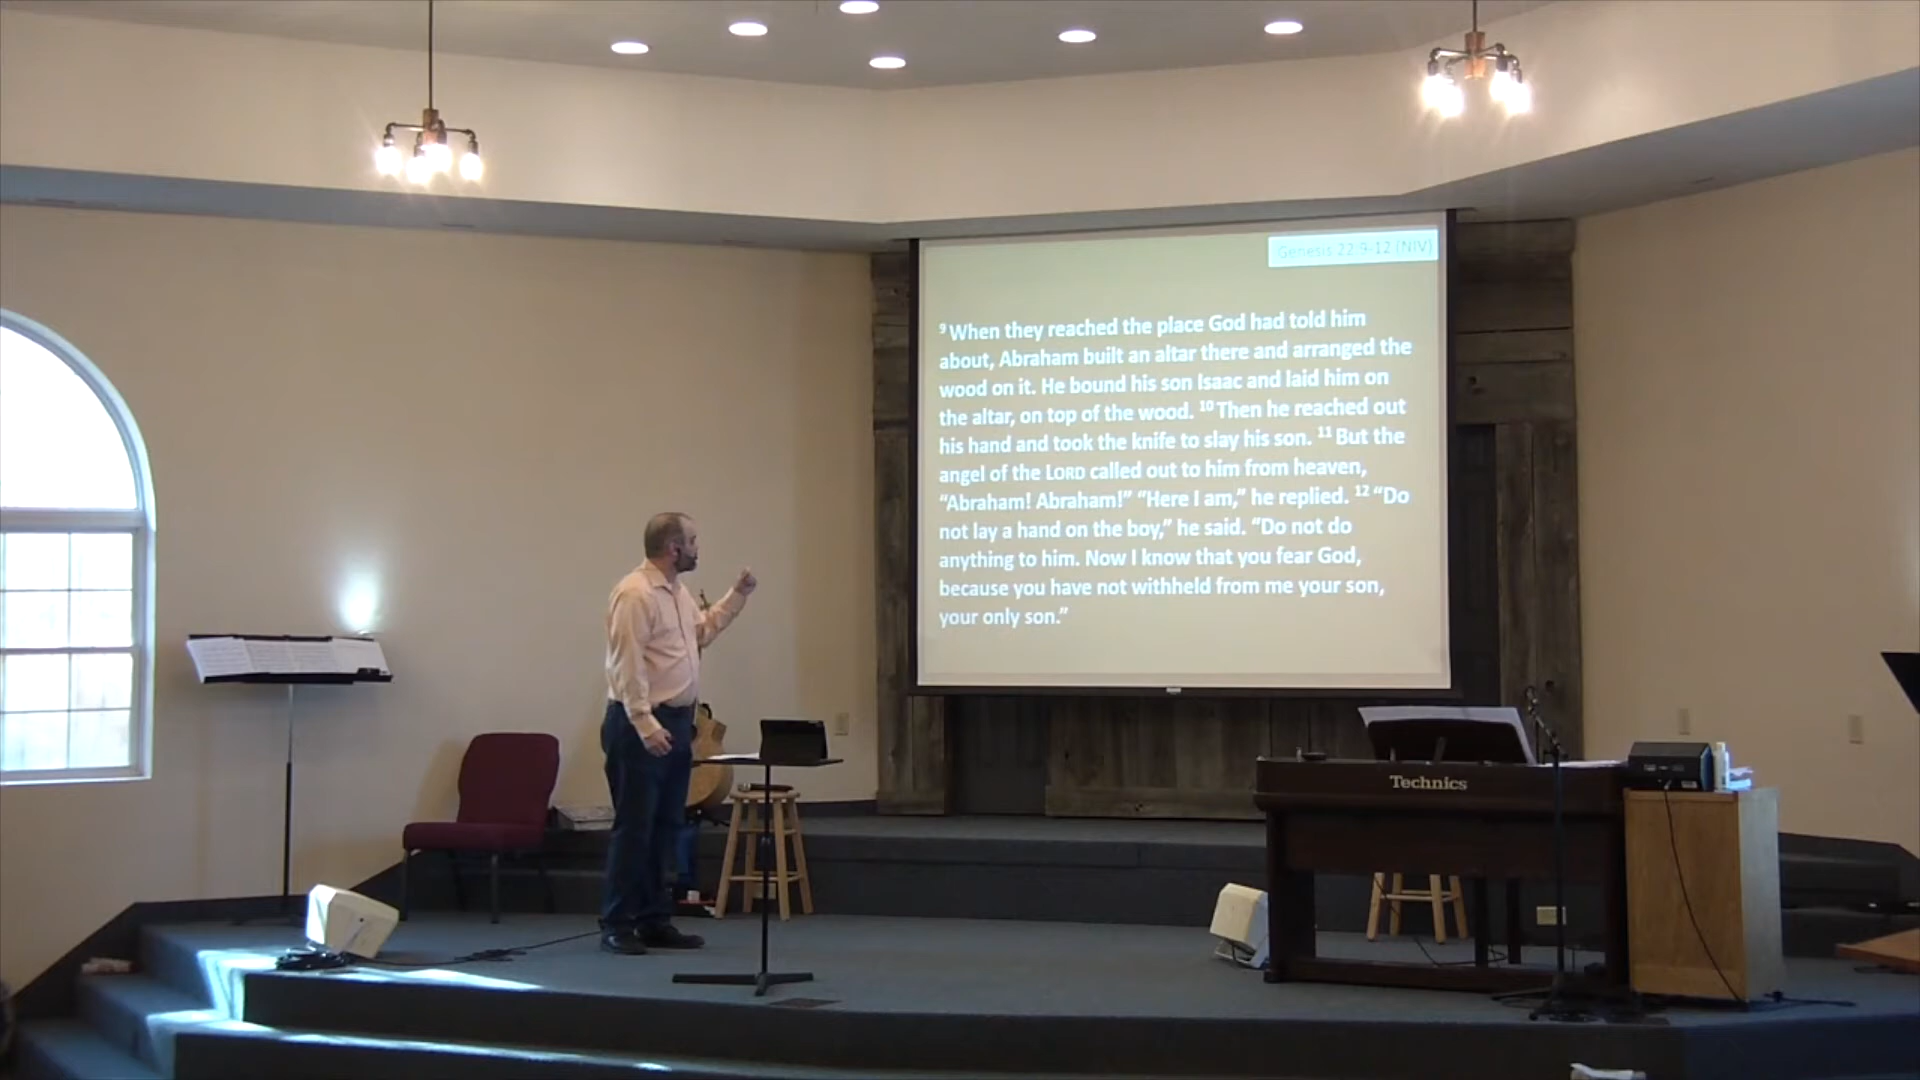 Genesis 22:9-12 (NIV)
⁹ When they reached the place God had told him
about, Abraham built an altar there and arranged the
wood on it. He bound his son Isaac and laid him on
the altar, on top of the wood. ¹⁰ Then he reached out
his hand and took the knife to slay his son. ¹¹ But the
angel of the LORD called out to him from heaven,
“Abraham! Abraham!” “Here I am,” he replied. ¹² “Do
not lay a hand on the boy,” he said. “Do not do
anything to him. Now I know that you fear God,
because you have not withheld from me your son,
your only son.”
Technics